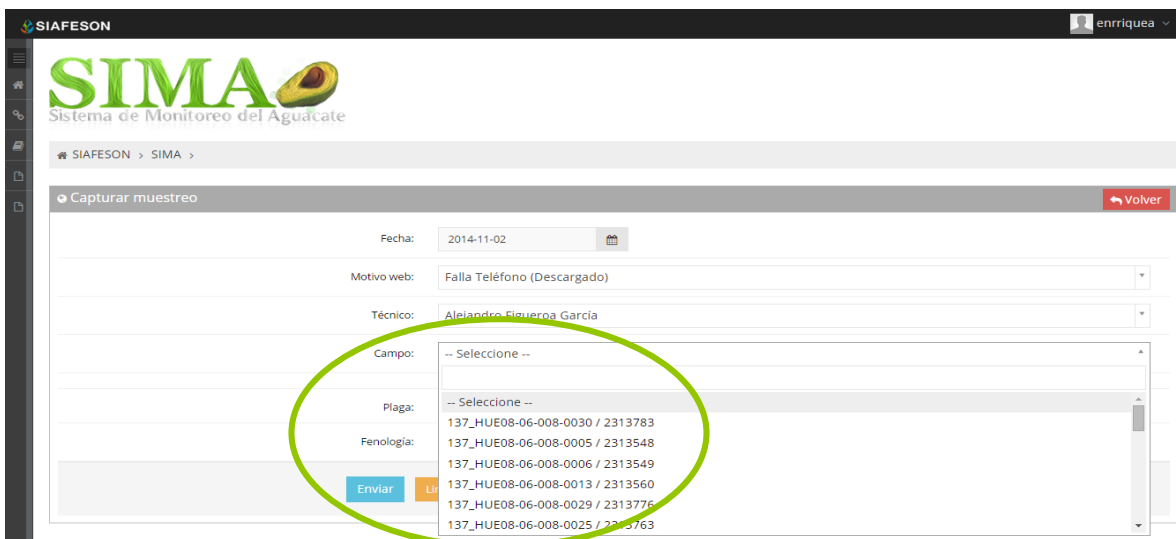 SIAFESON
enrriquea
SIMA
Sistema de Monitoreo del Aguacate
SIAFESON > SIMA >
Capturar muestreo
Volver
Fecha: 2014-11-02
Motivo web: Falla Teléfono (Descargado)
Técnico: Alejandro Figueroa García
Campo: -- Seleccione --
-- Seleccione --
Plaga:
137_HUE08-06-008-0030 / 2313783
137_HUE08-06-008-0005 / 2313548
Fenología:
137_HUE08-06-008-0006 / 2313549
137_HUE08-06-008-0013 / 2313560
Enviar
137_HUE08-06-008-0029 / 2313776
137_HUE08-06-008-0025 / 2313763